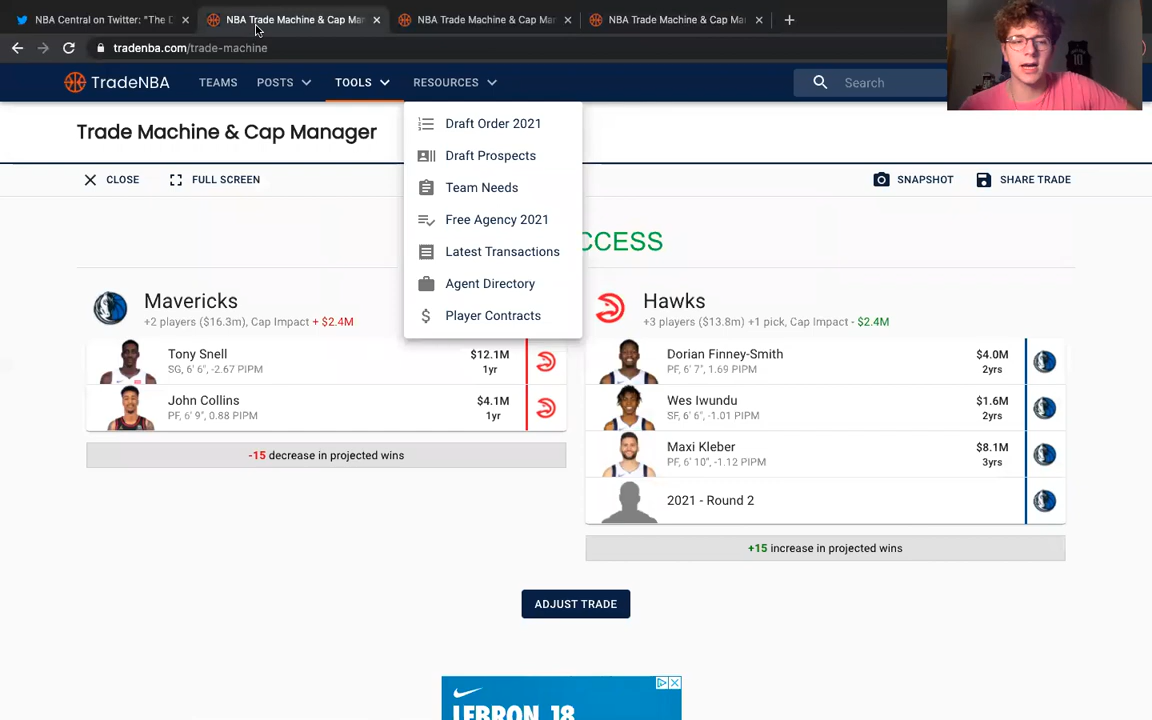 NBA Central on Twitter: "The D
NBA Trade Machine & Cap Man
NBA Trade Machine & Cap Mar
NBA Trade Machine & Cap Ma
tradenba.com/trade-machine
TradeNBA
TEAMS
POSTS
TOOLS
RESOURCES
Search
Trade Machine & Cap Manager
Draft Order 2021
Draft Prospects
Team Needs
Free Agency 2021
Latest Transactions
Agent Directory
Player Contracts
CLOSE
FULL SCREEN
SNAPSHOT
SHARE TRADE
CCESS
Mavericks
+2 players ($16.3m), Cap Impact + $2.4M
Tony Snell
SG, 6' 6", -2.67 PIPM
$12.1M
1yr
John Collins
PF, 6' 9", 0.88 PIPM
$4.1M
1yr
-15 decrease in projected wins
Hawks
+3 players ($13.8m) +1 pick, Cap Impact - $2.4M
Dorian Finney-Smith
PF, 6' 7", 1.69 PIPM
$4.0M
2yrs
Wes Iwundu
SF, 6' 6", -1.01 PIPM
$1.6M
2yrs
Maxi Kleber
PF, 6' 10", -1.12 PIPM
$8.1M
3yrs
2021 - Round 2
+15 increase in projected wins
ADJUST TRADE
LEBRON 18